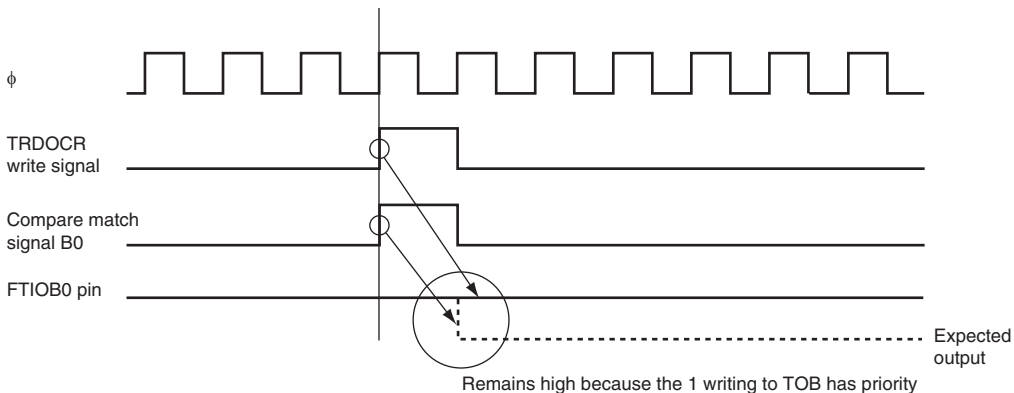 ϕ
TRDOCR
write signal
Compare match
signal B0
FTIOB0 pin
Expected
output
Remains high because the 1 writing to TOB has priority